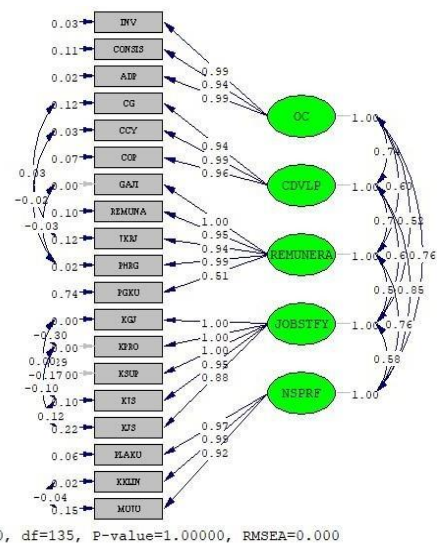 0.03 INV
0.11 CONSIS
0.02 ADP
0.12 CG
0.03 CCY
0.07 COP
0.00 GAJI
0.10 REMUNA
0.12 TKRJ
0.02 PHRG
0.74 PGKU
0.00 KGJ
0.00 KPRO
KSUP
0.10 KIS
0.22 KJS
0.06 PLAKU
0.02 KKLIN
0.15 MOTU
0.03
-0.02
-0.03
-0.30
-0.17
-0.10
0.12
-0.04
0.99
0.94
0.99
0.94
0.99
0.96
1.00
0.95
0.94
0.99
0.51
1.00
1.00
1.00
0.95
0.88
0.97
0.99
0.92
OC 1.00
CDVLP 1.00
REMUNERA 1.00
JOBSTFY 1.00
NSPRF 1.00
0.52
0.76
0.85
0.76
0.58
0, df=135, P-value=1.00000, RMSEA=0.000